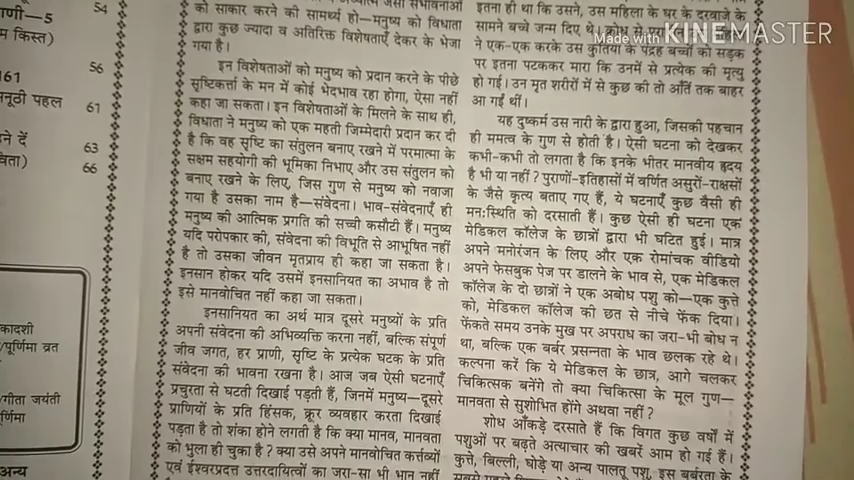 णी—5
54
म किस्त)
56
161
नूठी पहल
61
ने दें
63
वेता)
66
कादशी
/पूर्णिमा व्रत
/गीता जयंती
र्णिमा
अन्य
को साकार करने की सामर्थ्य हो—मनुष्य को विधाता
द्वारा कुछ ज्यादा व अतिरिक्त विशेषताएँ देकर के भेजा
गया है।
इन विशेषताओं को मनुष्य को प्रदान करने के पीछे
सृष्टिकर्त्ता के मन में कोई भेदभाव रहा होगा, ऐसा नहीं
कहा जा सकता। इन विशेषताओं के मिलने के साथ ही,
विधाता ने मनुष्य को एक महती जिम्मेदारी प्रदान कर दी
है कि वह सृष्टि का संतुलन बनाए रखने में परमात्मा के
सक्षम सहयोगी की भूमिका निभाए और उस संतुलन को
बनाए रखने के लिए, जिस गुण से मनुष्य को नवाजा
गया है उसका नाम है—संवेदना। भाव-संवेदनाएँ ही
मनुष्य की आत्मिक प्रगति की सच्ची कसौटी हैं। मनुष्य
यदि परोपकार की, संवेदना की विभूति से आभूषित नहीं
है तो उसका जीवन मृतप्राय ही कहा जा सकता है।
इनसान होकर यदि उसमें इनसानियत का अभाव है तो
इसे मानवोचित नहीं कहा जा सकता।
इनसानियत का अर्थ मात्र दूसरे मनुष्यों के प्रति
अपनी संवेदना की अभिव्यक्ति करना नहीं, बल्कि संपूर्ण
जीव जगत, हर प्राणी, सृष्टि के प्रत्येक घटक के प्रति
संवेदना की भावना रखना है। आज जब ऐसी घटनाएँ
प्रचुरता से घटती दिखाई पड़ती हैं, जिनमें मनुष्य—दूसरे
प्राणियों के प्रति हिंसक, क्रूर व्यवहार करता दिखाई
पड़ता है तो शंका होने लगती है कि क्या मानव, मानवता
को भुला ही चुका है? क्या उसे अपने मानवोचित कर्त्तव्यों
एवं ईश्वरप्रदत्त उत्तरदायित्वों का जरा-सा भी भान नहीं
इतना ही था कि उसने, उस महिला के घर के दरवाजे के
सामने बच्चे जन्म दिए थे। क्रोध से
ने एक-एक करके उस कुतिया के पंद्रह बच्चों को सड़क
पर इतना पटककर मारा कि उनमें से प्रत्येक की मृत्यु
हो गई। उन मृत शरीरों में से कुछ की तो आँतें तक बाहर
आ गईं थीं।
यह दुष्कर्म उस नारी के द्वारा हुआ, जिसकी पहचान
ही ममत्व के गुण से होती है। ऐसी घटना को देखकर
कभी-कभी तो लगता है कि इनके भीतर मानवीय हृदय
है भी या नहीं? पुराणों-इतिहासों में वर्णित असुरों-राक्षसों
के जैसे कृत्य बताए गए हैं, ये घटनाएँ कुछ वैसी ही
मन:स्थिति को दरसाती हैं। कुछ ऐसी ही घटना एक
मेडिकल कॉलेज के छात्रों द्वारा भी घटित हुई। मात्र
अपने मनोरंजन के लिए और एक रोमांचक वीडियो
अपने फेसबुक पेज पर डालने के भाव से, एक मेडिकल
कॉलेज के दो छात्रों ने एक अबोध पशु को—एक कुत्ते
को, मेडिकल कॉलेज की छत से नीचे फेंक दिया।
फेंकते समय उनके मुख पर अपराध का जरा-भी बोध न
था, बल्कि एक बर्बर प्रसन्नता के भाव छलक रहे थे।
कल्पना करें कि ये मेडिकल के छात्र, आगे चलकर
चिकित्सक बनेंगे तो क्या चिकित्सा के मूल गुण—
मानवता से सुशोभित होंगे अथवा नहीं?
शोध आँकड़े दरसाते हैं कि विगत कुछ वर्षों में
पशुओं पर बढ़ते अत्याचार की खबरें आम हो गई हैं।
कुत्ते, बिल्ली, घोड़े या अन्य पालतू पशु, इस बर्बरता के
Made with KINEMASTER